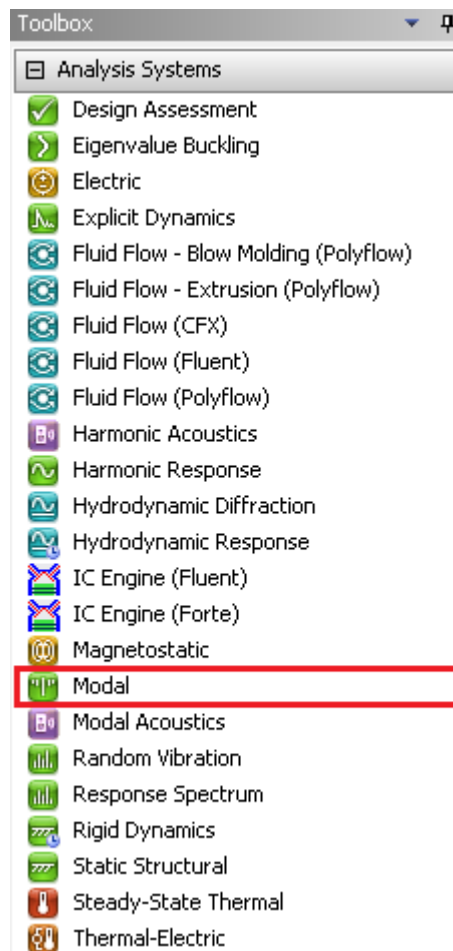 Toolbox
Analysis Systems
Design Assessment
Eigenvalue Buckling
Electric
Explicit Dynamics
Fluid Flow - Blow Molding (Polyflow)
Fluid Flow - Extrusion (Polyflow)
Fluid Flow (CFX)
Fluid Flow (Fluent)
Fluid Flow (Polyflow)
Harmonic Acoustics
Harmonic Response
Hydrodynamic Diffraction
Hydrodynamic Response
IC Engine (Fluent)
IC Engine (Forte)
Magnetostatic
Modal
Modal Acoustics
Random Vibration
Response Spectrum
Rigid Dynamics
Static Structural
Steady-State Thermal
Thermal-Electric